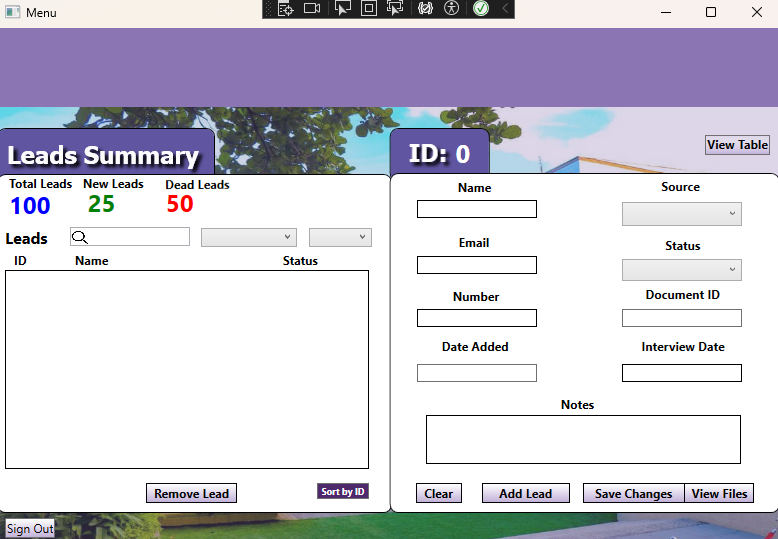 Menu
Leads Summary
ID: 0
View Table
Total Leads New Leads Dead Leads
100 25 50
Leads
ID Name Status
Remove Lead
Sort by ID
Name
Source
Email
Status
Number
Document ID
Date Added
Interview Date
Notes
Clear
Add Lead
Save Changes
View Files
Sign Out